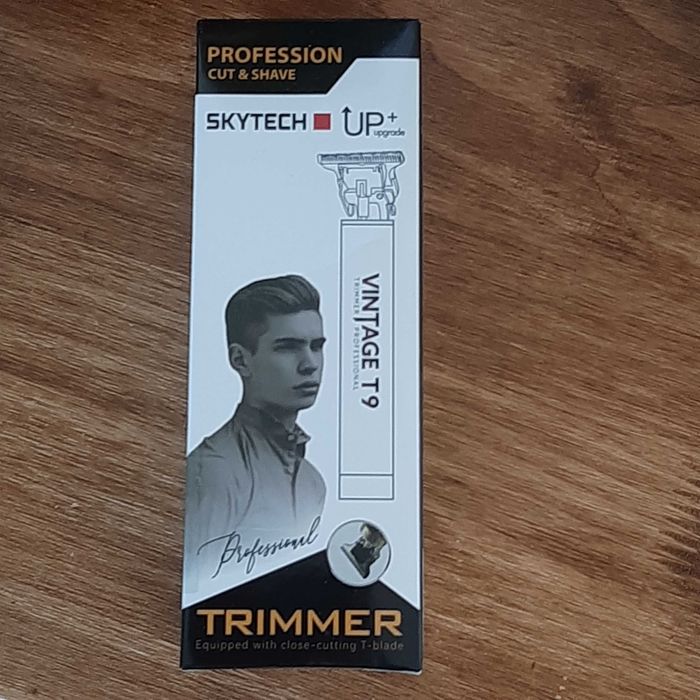 PROFESSION
CUT & SHAVE
SKYTECH UP+
upgrade
VINTAGE T9
TRIMMER PROFESSIONAL
Professional
TRIMMER
Equipped with close-cutting T-blade